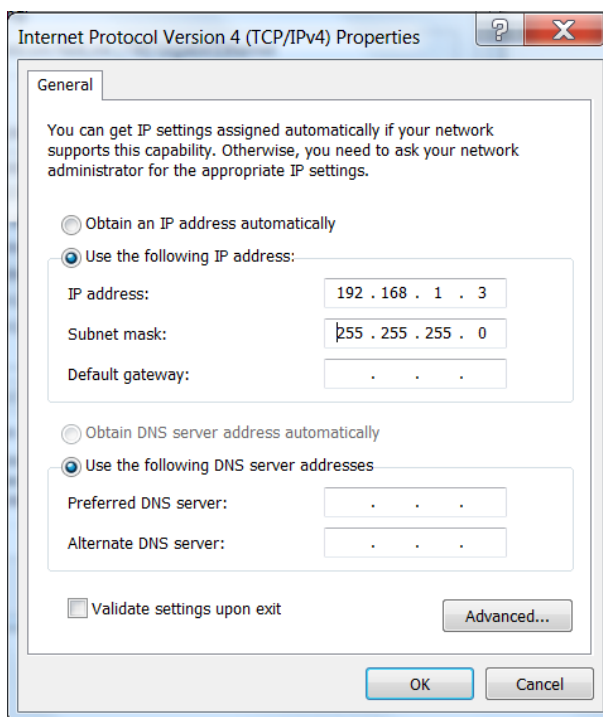 Internet Protocol Version 4 (TCP/IPv4) Properties
?
X
General
You can get IP settings assigned automatically if your network
supports this capability. Otherwise, you need to ask your network
administrator for the appropriate IP settings.
Obtain an IP address automatically
Use the following IP address:
IP address: 192 . 168 . 1 . 3
Subnet mask: 255 . 255 . 255 . 0
Default gateway: . . .
Obtain DNS server address automatically
Use the following DNS server addresses
Preferred DNS server: . . .
Alternate DNS server: . . .
Validate settings upon exit
Advanced...
OK Cancel